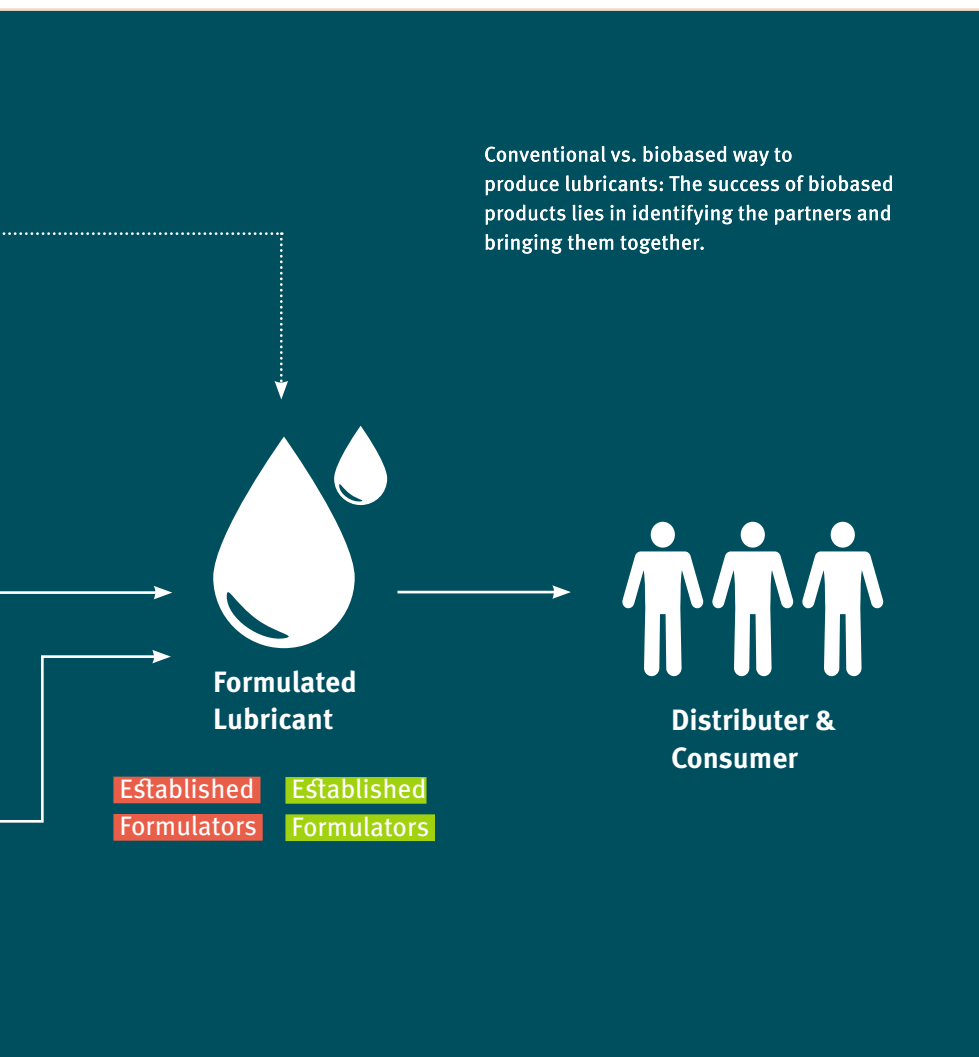 Conventional vs. biobased way to
produce lubricants: The success of biobased
products lies in identifying the partners and
bringing them together.
Formulated
Lubricant
Distributer &
Consumer
Established
Formulators
Established
Formulators